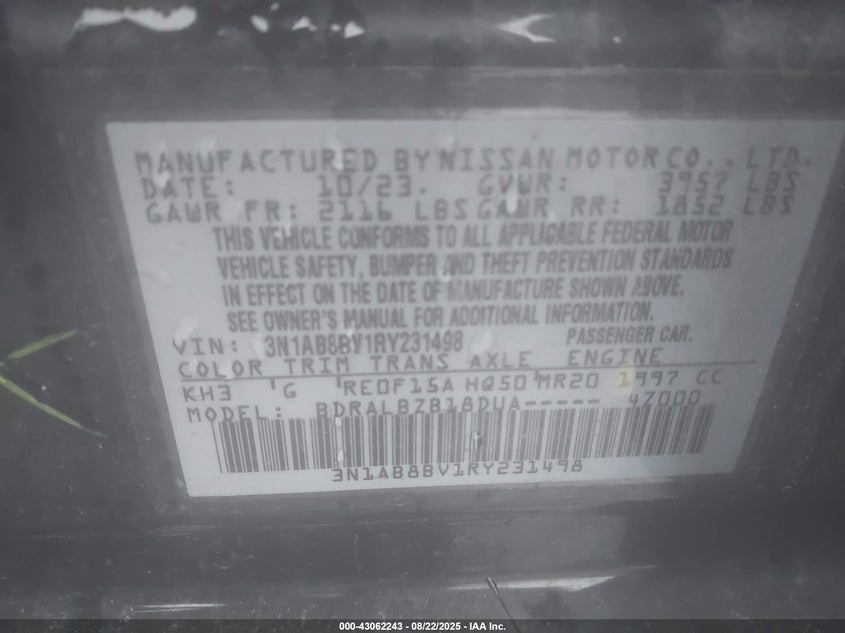 MANUFACTURED BY NISSAN MOTOR CO., LTD.
DATE: 10/23. GVWR: 3957 LBS
GAWR FR: 2116 LBS GAWR RR: 1852 LBS
THIS VEHICLE CONFORMS TO ALL APPLICABLE FEDERAL MOTOR
VEHICLE SAFETY, BUMPER AND THEFT PREVENTION STANDARDS
IN EFFECT ON THE DATE OF MANUFACTURE SHOWN ABOVE.
SEE OWNER'S MANUAL FOR ADDITIONAL INFORMATION.
VIN: 3N1AB8BV1RY231498 PASSENGER CAR.
COLOR TRIM TRANS AXLE ENGINE
KH3 G RE0F15A HQ50 MR20 1997 CC
MODEL: BDRALBZB18DUA----- 4Z000
3N1AB8BV1RY231498
000-43062243 - 08/22/2025 - IAA Inc.